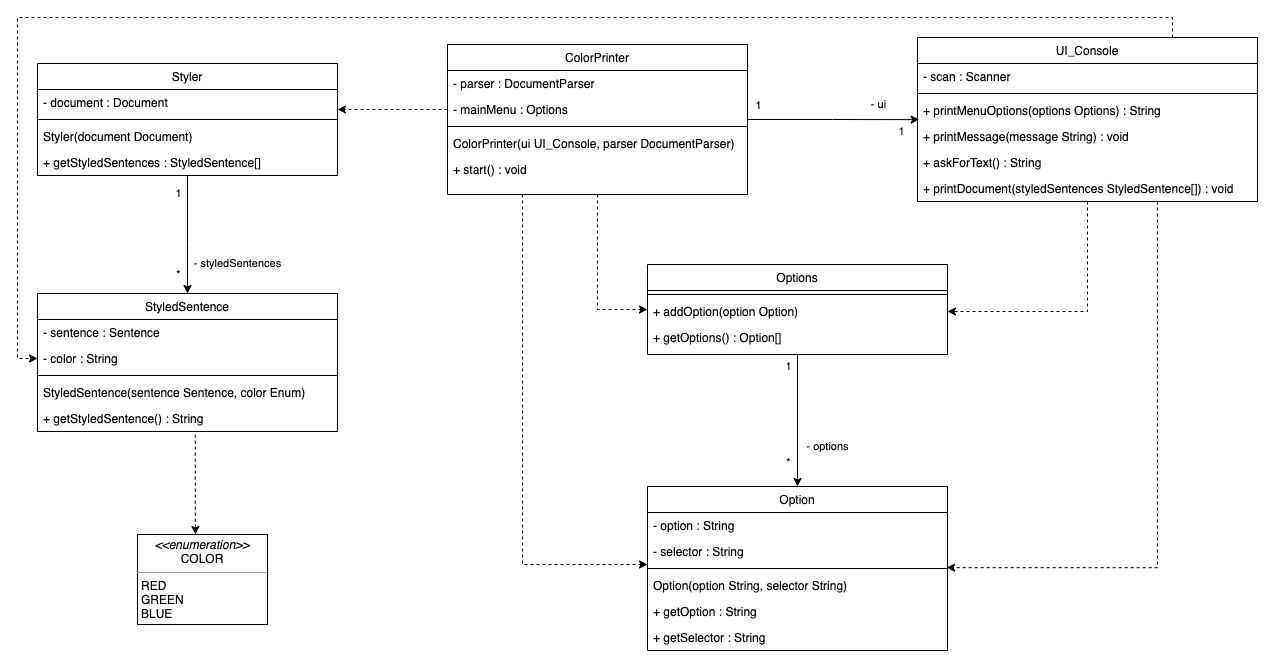 Styler
- document : Document
Styler(document Document)
+ getStyledSentences : StyledSentence[]
1
- styledSentences
*
StyledSentence
- sentence : Sentence
- color : String
StyledSentence(sentence Sentence, color Enum)
+ getStyledSentence() : String
<<enumeration>>
COLOR
RED
GREEN
BLUE
ColorPrinter
- parser : DocumentParser
- mainMenu : Options
ColorPrinter(ui UI_Console, parser DocumentParser)
+ start() : void
1
- ui
1
UI_Console
- scan : Scanner
+ printMenuOptions(options Options) : String
+ printMessage(message String) : void
+ askForText() : String
+ printDocument(styledSentences StyledSentence[]) : void
Options
+ addOption(option Option)
+ getOptions() : Option[]
1
- options
*
Option
- option : String
- selector : String
Option(option String, selector String)
+ getOption : String
+ getSelector : String